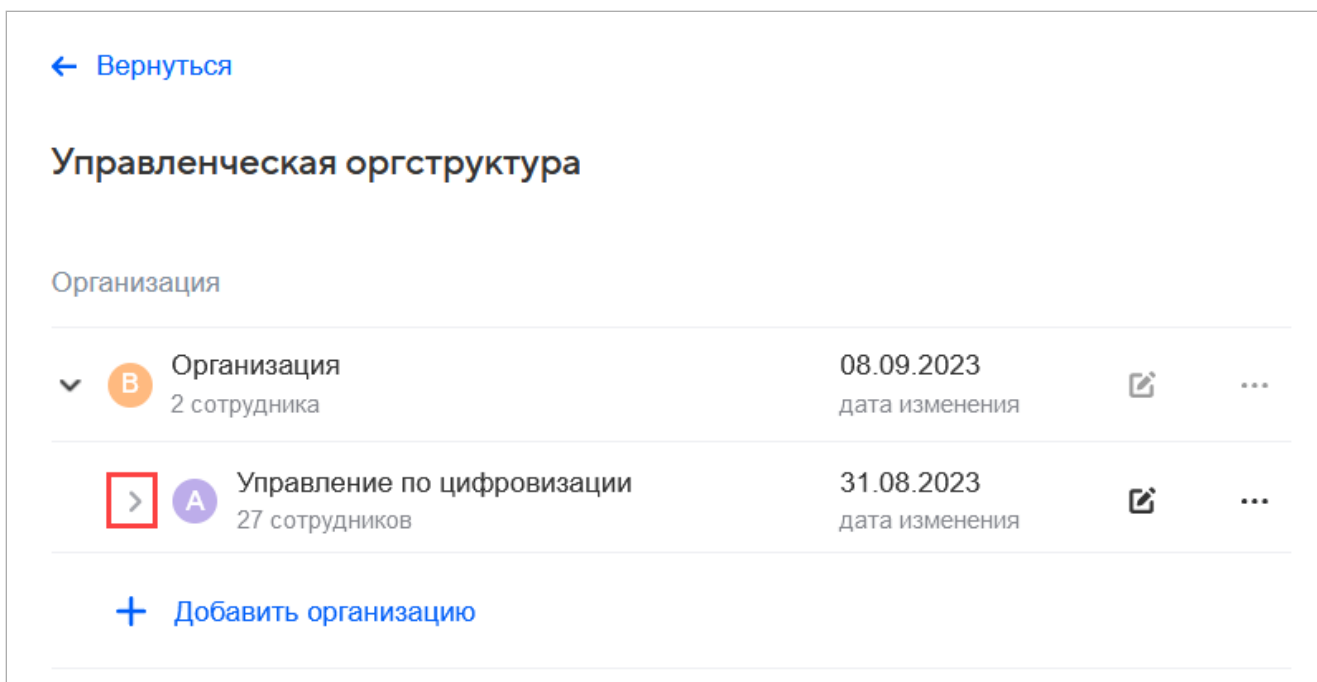 Вернуться
Управленческая оргструктура
Организация
В
Организация
2 сотрудника
08.09.2023
дата изменения
А
Управление по цифровизации
27 сотрудников
31.08.2023
дата изменения
Добавить организацию